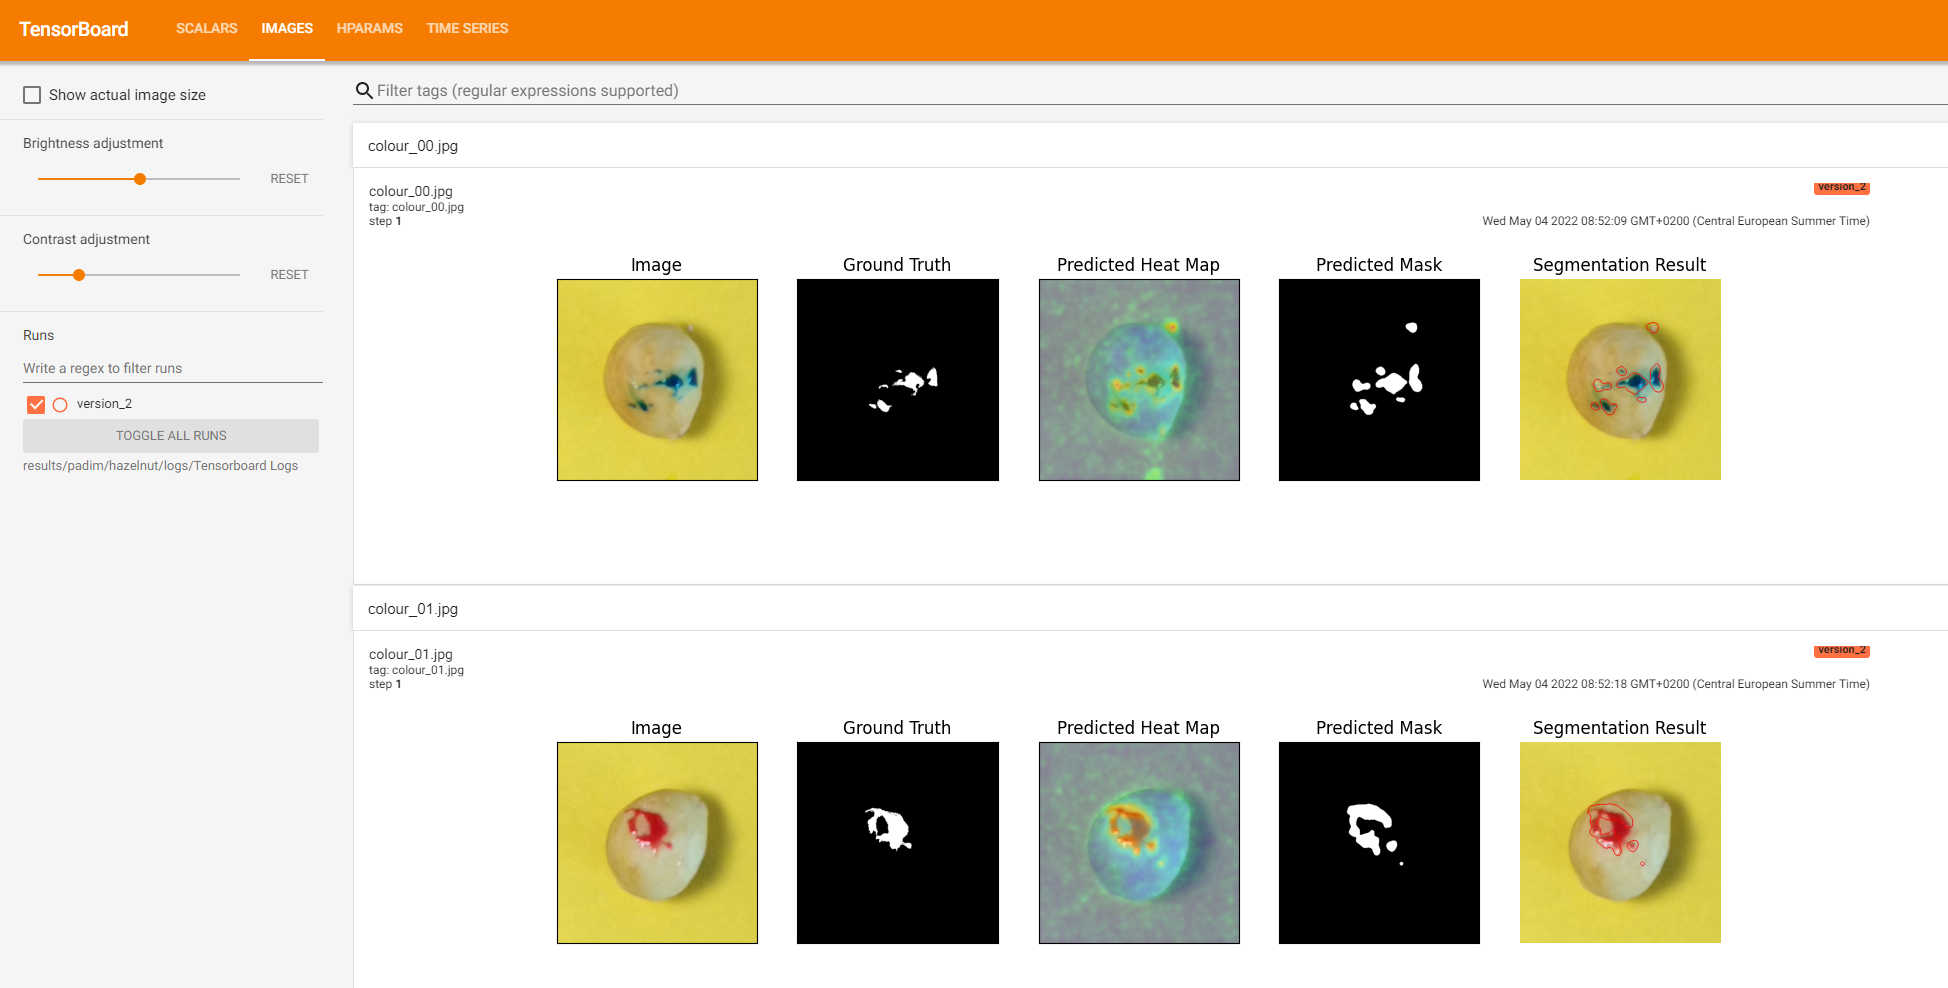 TensorBoard
SCALARS IMAGES HPARAMS TIME SERIES
Show actual image size
Brightness adjustment
RESET
Contrast adjustment
RESET
Runs
Write a regex to filter runs
version_2
TOGGLE ALL RUNS
results/padim/hazelnut/logs/Tensorboard Logs
Filter tags (regular expressions supported)
colour_00.jpg
colour_00.jpg
version_2
tag: colour_00.jpg
step 1
Wed May 04 2022 08:52:09 GMT+0200 (Central European Summer Time)
Image Ground Truth Predicted Heat Map Predicted Mask Segmentation Result
colour_01.jpg
colour_01.jpg
version_2
tag: colour_01.jpg
step 1
Wed May 04 2022 08:52:18 GMT+0200 (Central European Summer Time)
Image Ground Truth Predicted Heat Map Predicted Mask Segmentation Result